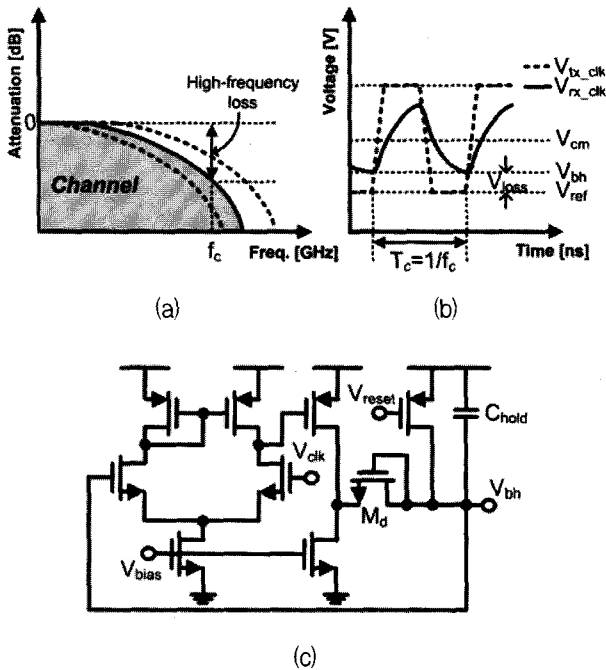 Attenuation [dB]
0
High-frequency
loss
Channel
f_c
Freq. [GHz]
(a)
Voltage [V]
V_tx_clk
V_rx_clk
V_cm
V_bh
V_loss
V_ref
T_c=1/f_c
Time [ns]
(b)
V_reset
C_hold
V_clk
V_bh
M_d
V_bias
(c)